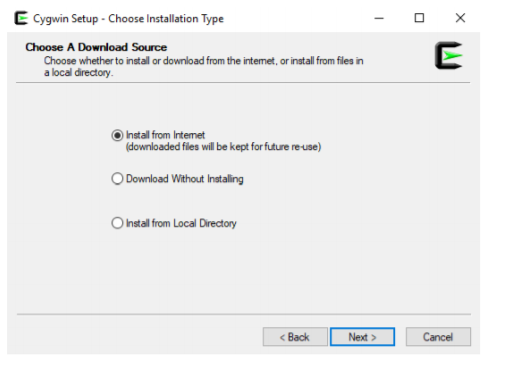 Cygwin Setup - Choose Installation Type
Choose A Download Source
Choose whether to install or download from the internet, or install from files in
a local directory.
Install from Internet
(downloaded files will be kept for future re-use)
Download Without Installing
Install from Local Directory
< Back
Next >
Cancel